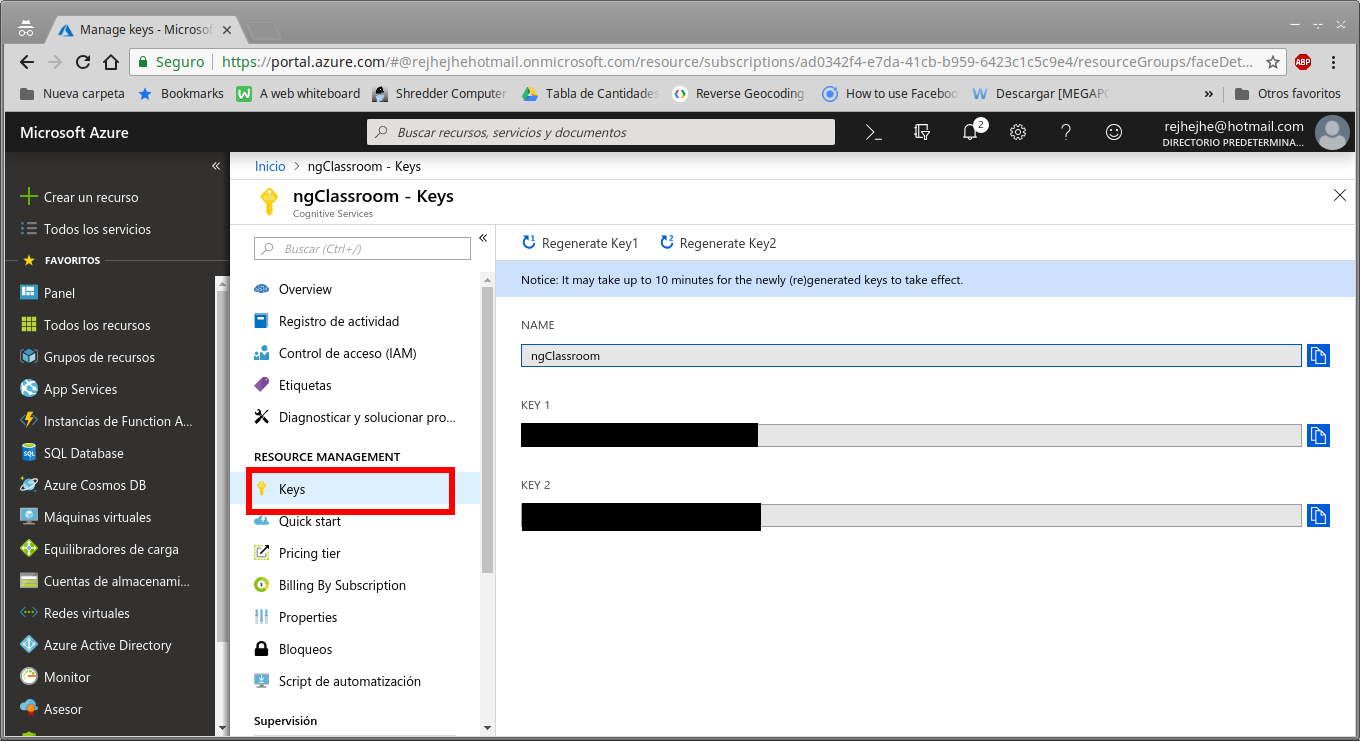 Manage keys - Microsof
Seguro https://portal.azure.com/#@rejhejhehotmail.onmicrosoft.com/resource/subscriptions/ad0342f4-e7da-41cb-b959-6423c1c5c9e4/resourceGroups/faceDet... ABP
Nueva carpeta Bookmarks A web whiteboard Shredder Computer Tabla de Cantidades Reverse Geocoding How to use Faceboo Descargar [MEGAPO » Otros favoritos
Microsoft Azure
Buscar recursos, servicios y documentos
2
rejhejhe@hotmail.com
DIRECTORIO PREDETERMINA...
Crear un recurso
Todos los servicios
FAVORITOS
Panel
Todos los recursos
Grupos de recursos
App Services
Instancias de Function A...
SQL Database
Azure Cosmos DB
Máquinas virtuales
Equilibradores de carga
Cuentas de almacenami...
Redes virtuales
Azure Active Directory
Monitor
Asesor
Inicio > ngClassroom - Keys
ngClassroom - Keys
Cognitive Services
Buscar (Ctrl+/)
Overview
Registro de actividad
Control de acceso (IAM)
Etiquetas
Diagnosticar y solucionar pro...
RESOURCE MANAGEMENT
Keys
Quick start
Pricing tier
Billing By Subscription
Properties
Bloqueos
Script de automatización
Supervisión
Regenerate Key1 Regenerate Key2
Notice: It may take up to 10 minutes for the newly (re)generated keys to take effect.
NAME
ngClassroom
KEY 1
KEY 2